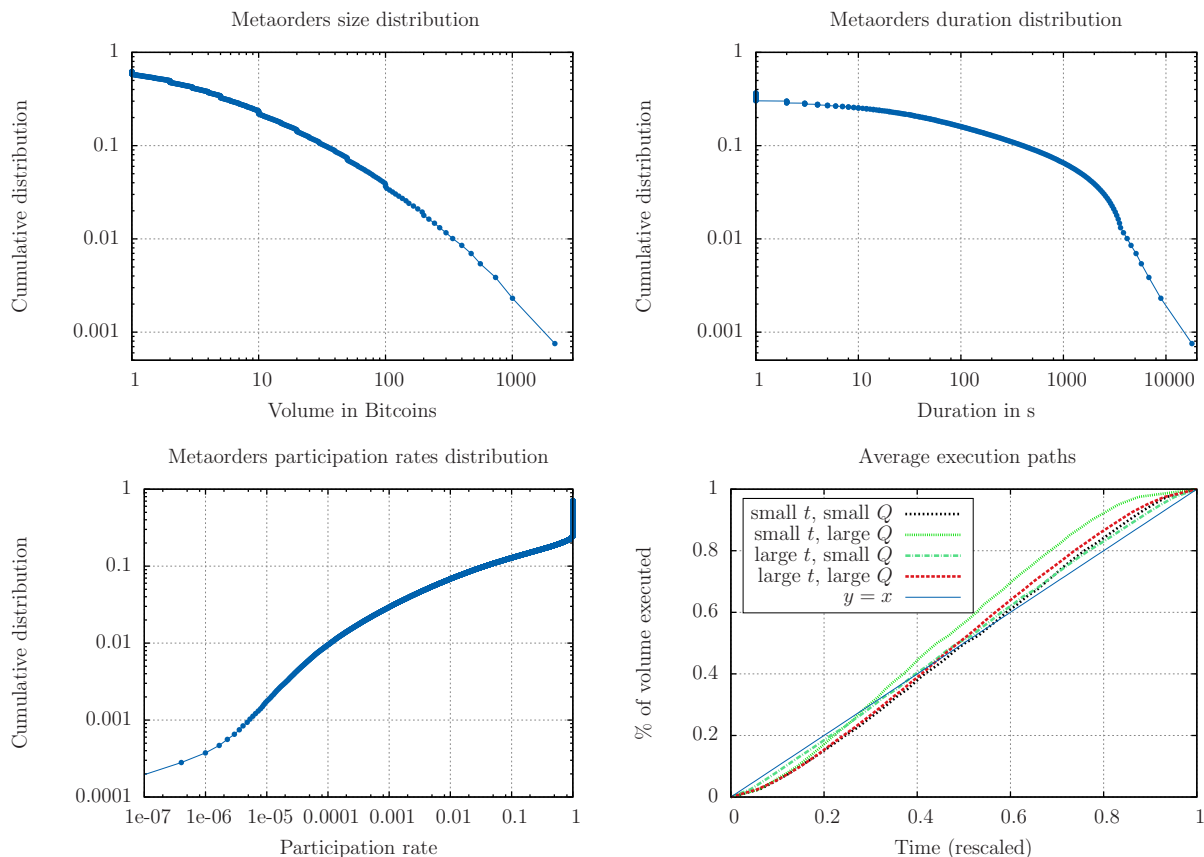 Metaorders size distribution
Cumulative distribution
1
0.1
0.01
0.001
1 10 100 1000
Volume in Bitcoins
Metaorders duration distribution
Cumulative distribution
1
0.1
0.01
0.001
1 10 100 1000 10000
Duration in s
Metaorders participation rates distribution
Cumulative distribution
1
0.1
0.01
0.001
0.0001
1e-07 1e-06 1e-05 0.0001 0.001 0.01 0.1 1
Participation rate
Average execution paths
% of volume executed
1
0.8
0.6
0.4
0.2
0
small t, small Q
small t, large Q
large t, small Q
large t, large Q
y = x
0 0.2 0.4 0.6 0.8 1
Time (rescaled)